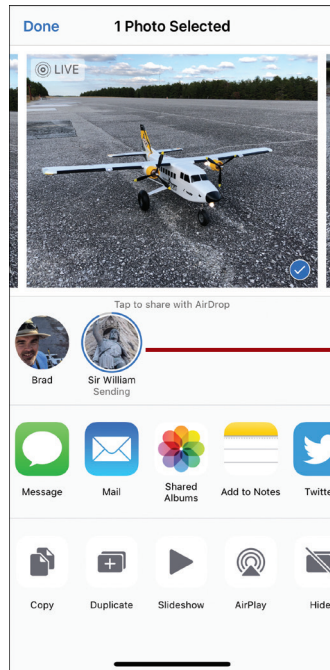 Done
1 Photo Selected
LIVE
Tap to share with AirDrop
Brad
Sir William
Sending
Message
Mail
Shared
Albums
Add to Notes
Twitte
Copy
Duplicate
Slideshow
AirPlay
Hide